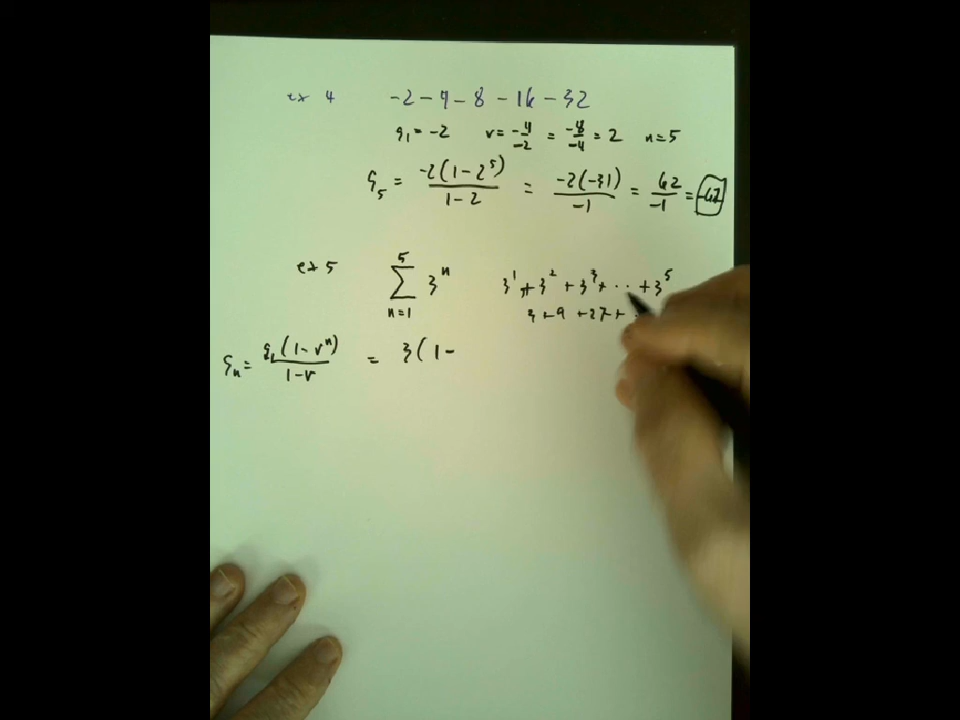 ex 4 -2 - 4 - 8 - 16 - 32
a₁ = -2 r = -4/-2 = -8/-4 = 2 n = 5
S₅ = -2(1-2⁵)/1-2 = -2(-31)/-1 = 62/-1 = -62
ex 5 5 ∑ n=1 3ⁿ 3¹ + 3² + 3³ + ... + 3⁵
3 + 9 + 27 +
Sₙ = a₁(1-rⁿ)/1-r = 3(1-